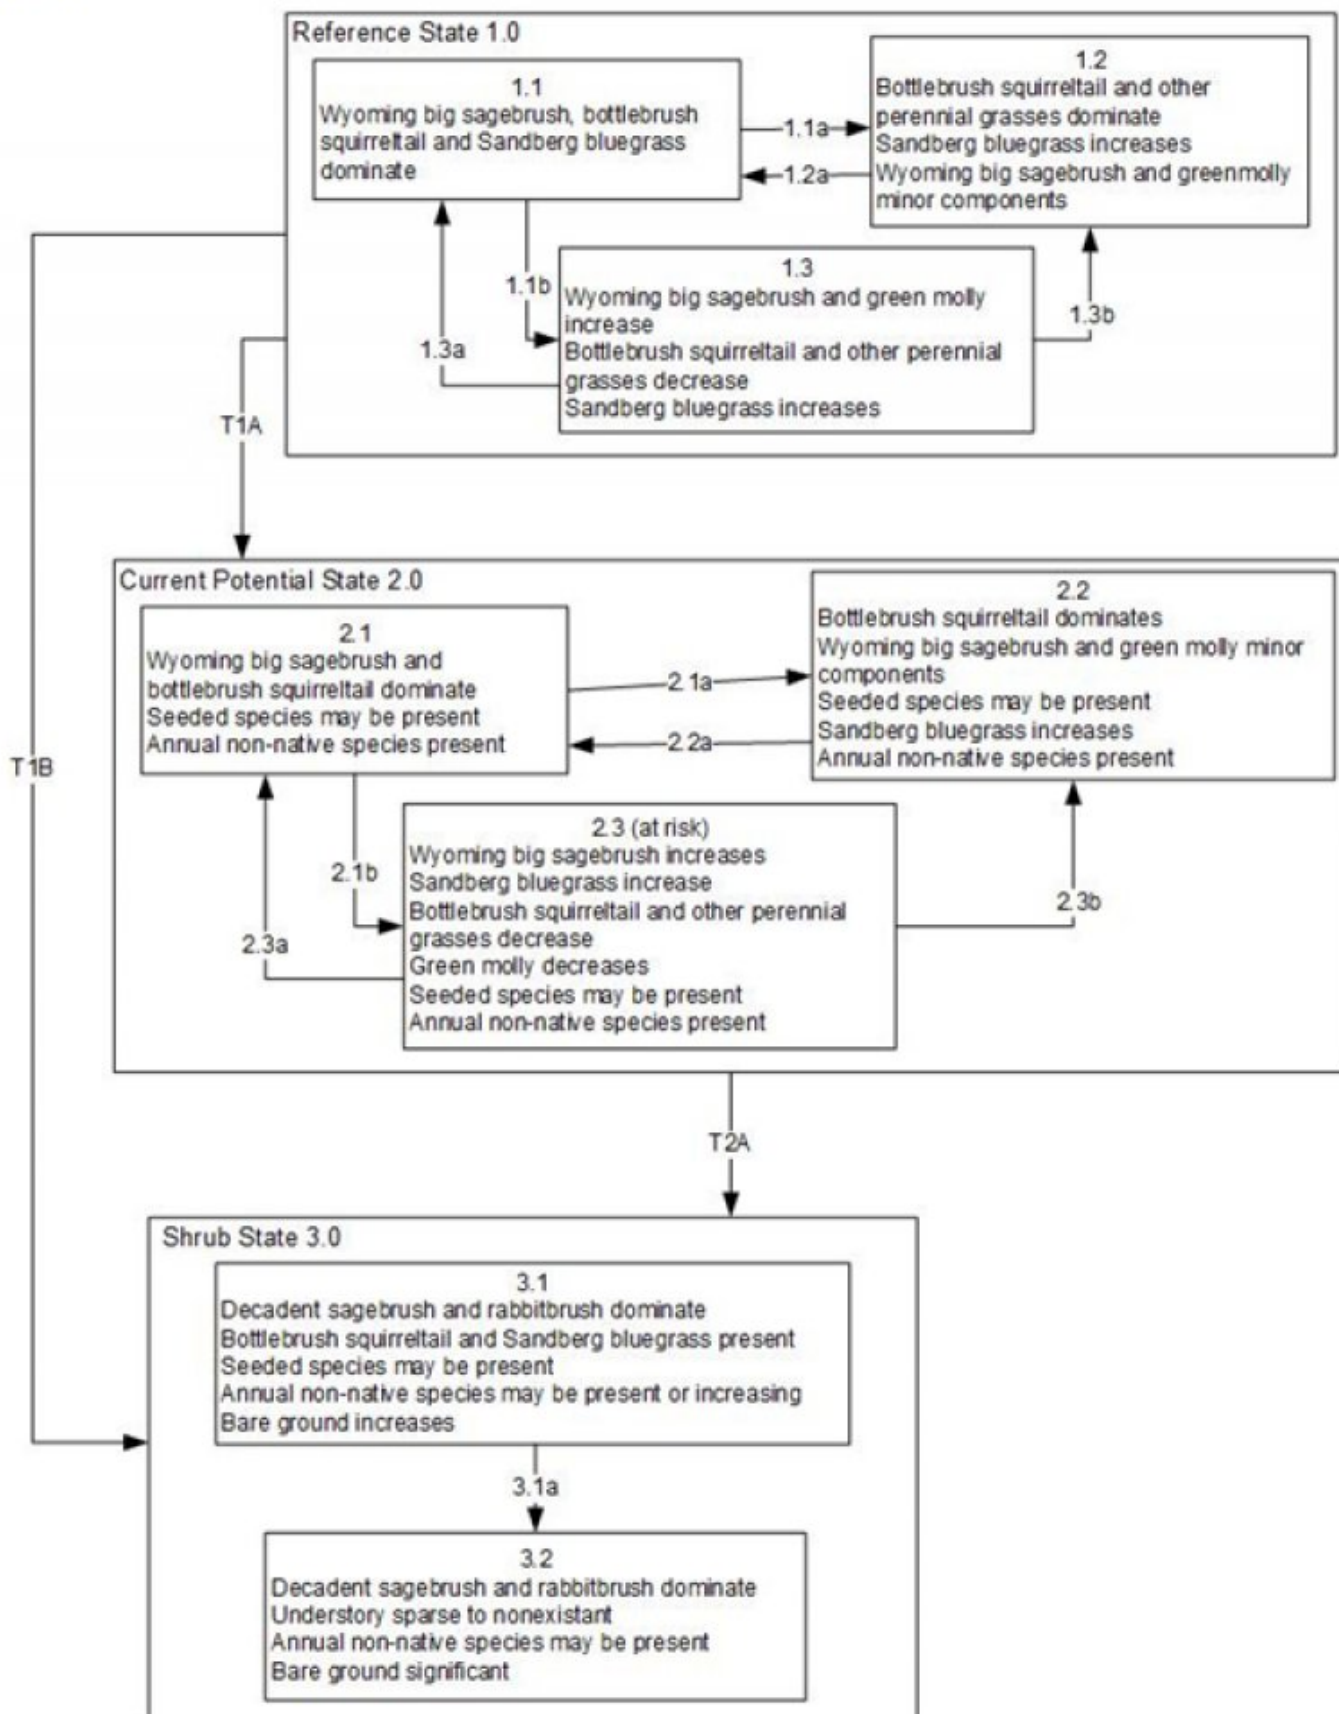 Reference State 1.0
1.1
Wyoming big sagebrush, bottlebrush
squirreltail and Sandberg bluegrass
dominate
1.1a
1.2a
1.2
Bottlebrush squirreltail and other
perennial grasses dominate
Sandberg bluegrass increases
Wyoming big sagebrush and greenmolly
minor components
1.1b
1.3a
1.3
Wyoming big sagebrush and green molly
increase
Bottlebrush squirreltail and other perennial
grasses decrease
Sandberg bluegrass increases
1.3b
T1A
T1B
Current Potential State 2.0
2.1
Wyoming big sagebrush and
bottlebrush squirreltail dominate
Seeded species may be present
Annual non-native species present
2.1a
2.2a
2.2
Bottlebrush squirreltail dominates
Wyoming big sagebrush and green molly minor
components
Seeded species may be present
Sandberg bluegrass increases
Annual non-native species present
2.1b
2.3a
2.3 (at risk)
Wyoming big sagebrush increases
Sandberg bluegrass increase
Bottlebrush squirreltail and other perennial
grasses decrease
Green molly decreases
Seeded species may be present
Annual non-native species present
2.3b
T2A
Shrub State 3.0
3.1
Decadent sagebrush and rabbitbrush dominate
Bottlebrush squirreltail and Sandberg bluegrass present
Seeded species may be present
Annual non-native species may be present or increasing
Bare ground increases
3.1a
3.2
Decadent sagebrush and rabbitbrush dominate
Understory sparse to nonexistant
Annual non-native species may be present
Bare ground significant